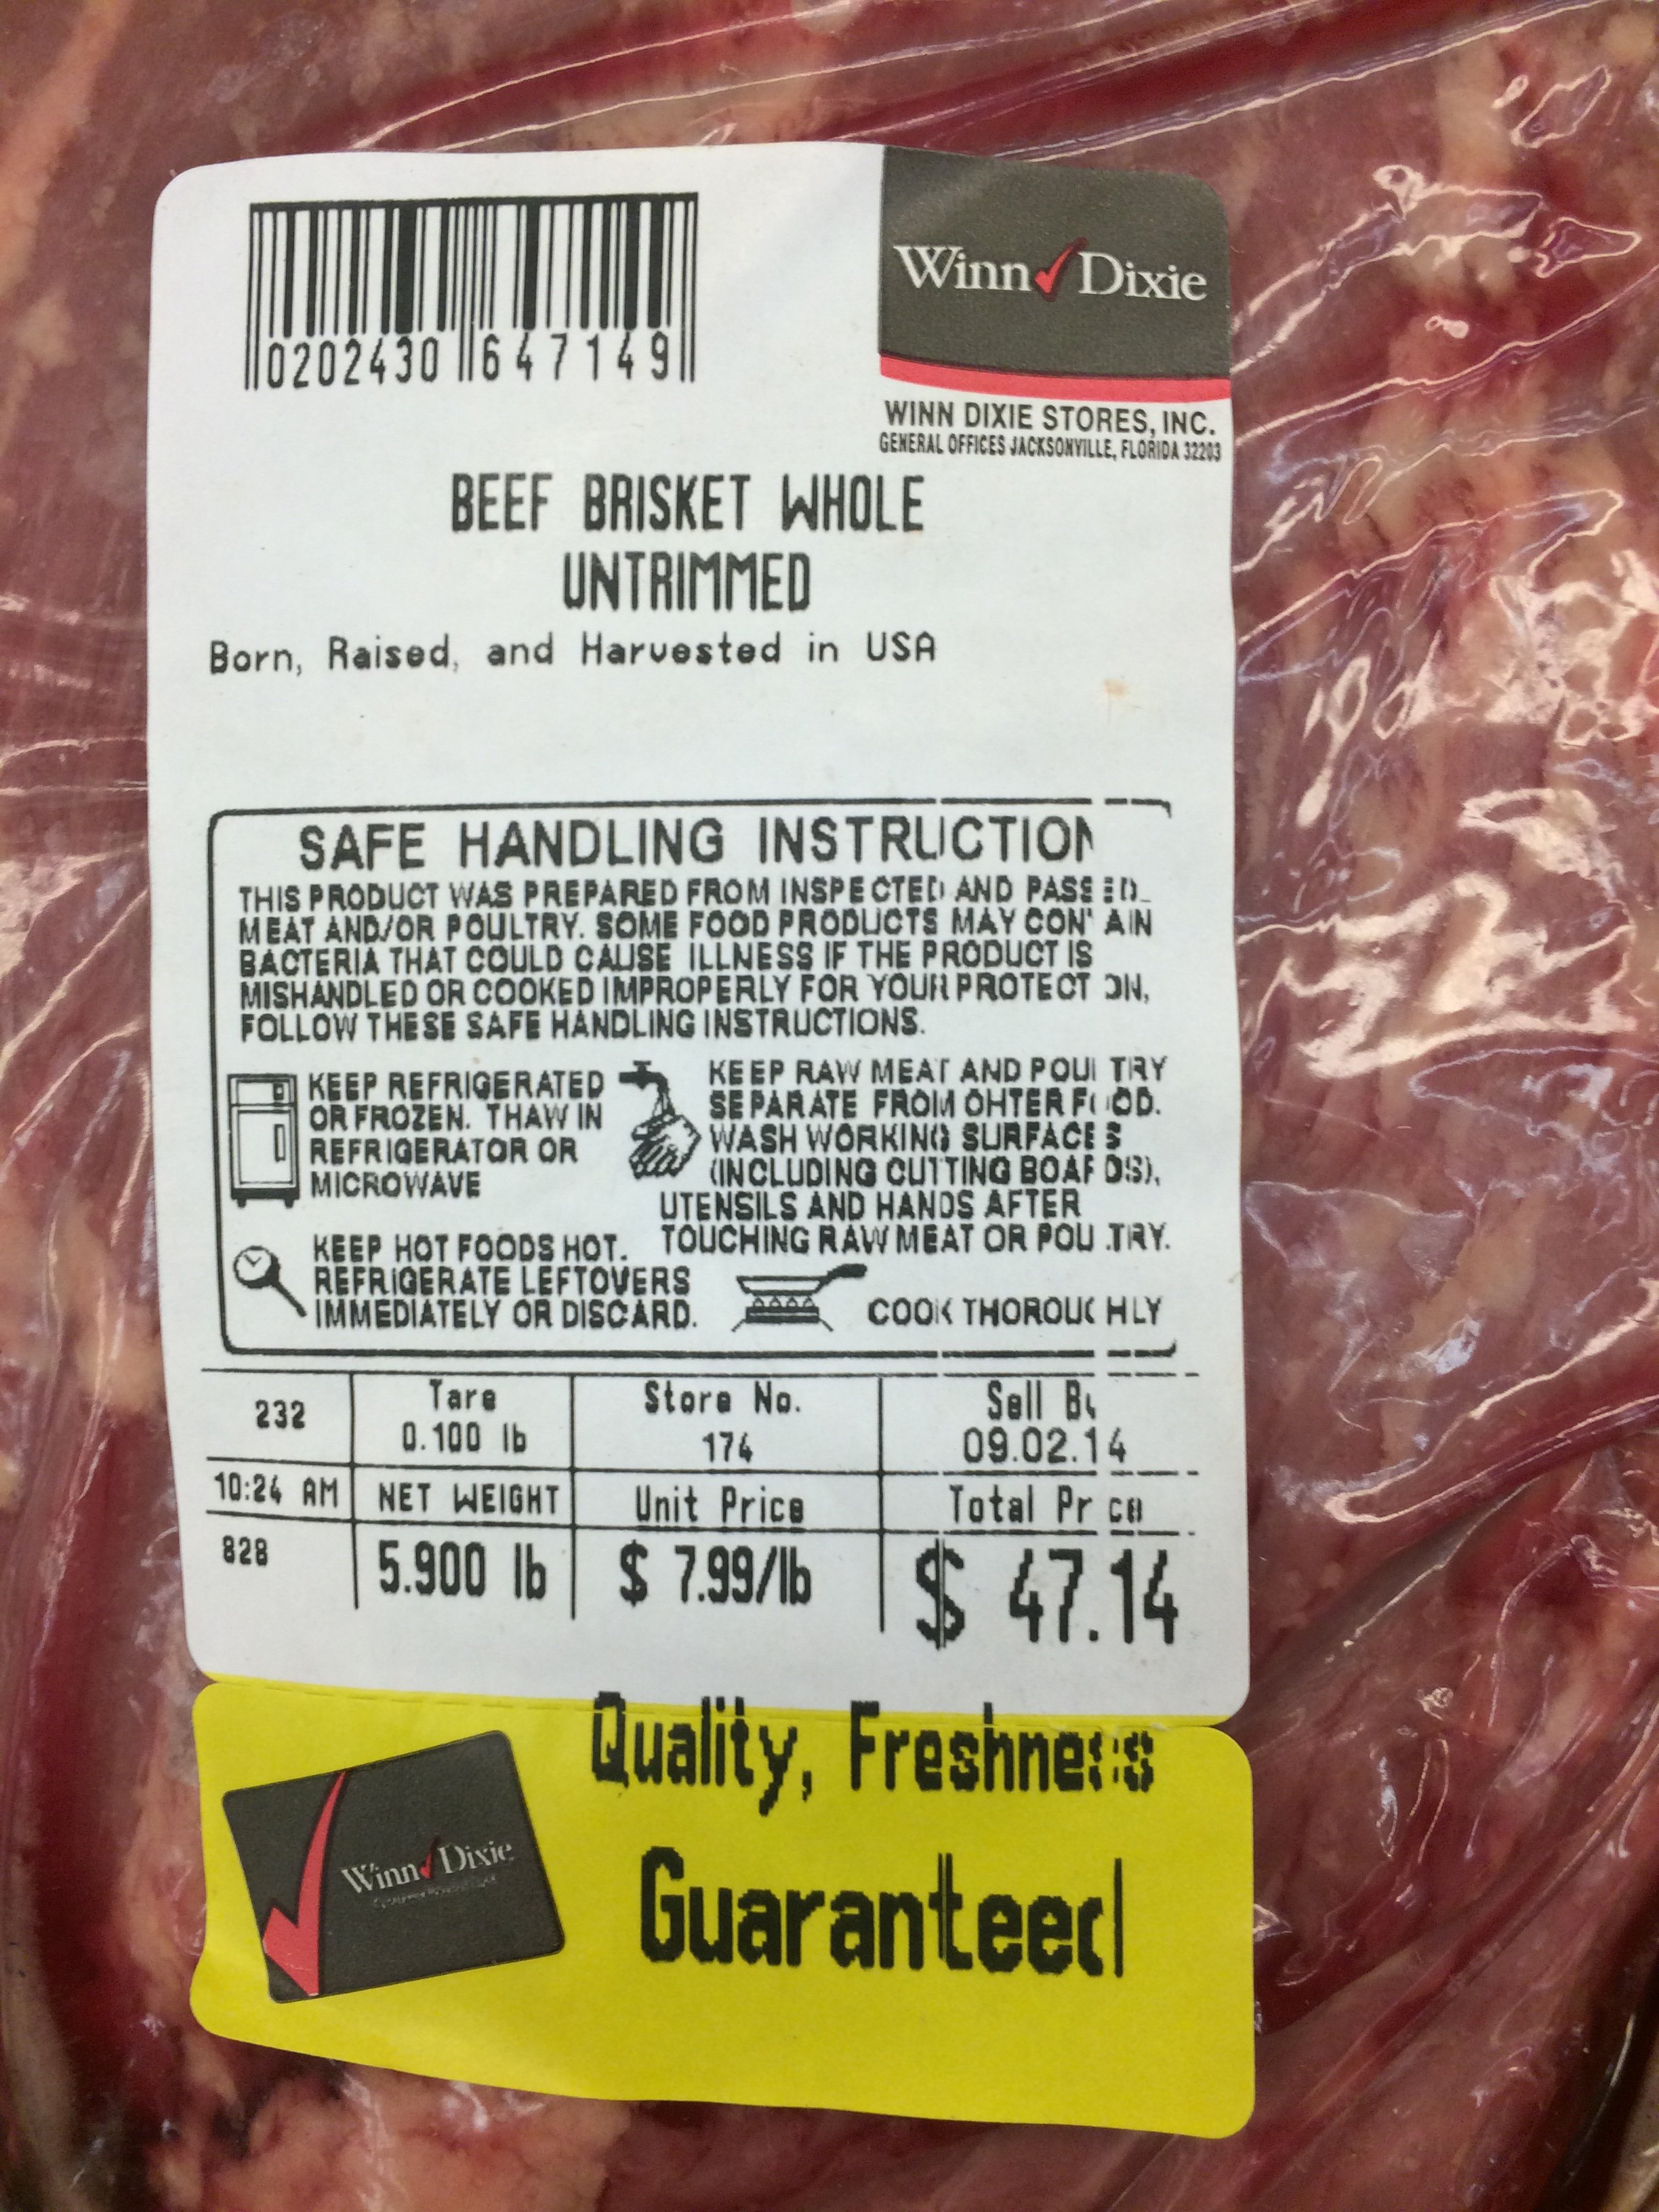 0202430 647149
Winn Dixie
WINN DIXIE STORES, INC.
GENERAL OFFICES JACKSONVILLE, FLORIDA 32203
BEEF BRISKET WHOLE
UNTRIMMED
Born, Raised, and Harvested in USA
SAFE HANDLING INSTRUCTION
THIS PRODUCT WAS PREPARED FROM INSPECTED AND PASSED
MEAT AND/OR POULTRY. SOME FOOD PRODUCTS MAY CONTAIN
BACTERIA THAT COULD CAUSE ILLNESS IF THE PRODUCT IS
MISHANDLED OR COOKED IMPROPERLY FOR YOUR PROTECTION,
FOLLOW THESE SAFE HANDLING INSTRUCTIONS.
KEEP REFRIGERATED
OR FROZEN. THAW IN
REFRIGERATOR OR
MICROWAVE
KEEP RAW MEAT AND POULTRY
SEPARATE FROM OHTER FOOD.
WASH WORKING SURFACES
(INCLUDING CUTTING BOARDS),
UTENSILS AND HANDS AFTER
TOUCHING RAW MEAT OR POULTRY.
KEEP HOT FOODS HOT.
REFRIGERATE LEFTOVERS
IMMEDIATELY OR DISCARD.
COOK THOROUGHLY
232
Tare
0.100 lb
Store No.
174
Sell By
09.02.14
10:24 AM
NET WEIGHT
Unit Price
Total Price
828
5.900 lb
$ 7.99/lb
$ 47.14
Quality, Freshness
Guaranteed
Winn Dixie